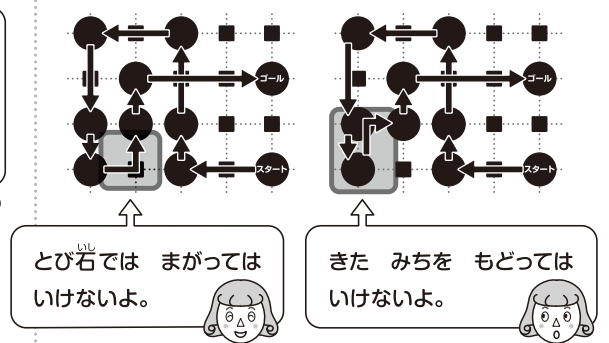 ゴール
スタート
とび石では まがっては
いし
いけないよ。
ゴール
スタート
きた みちを もどっては
いけないよ。